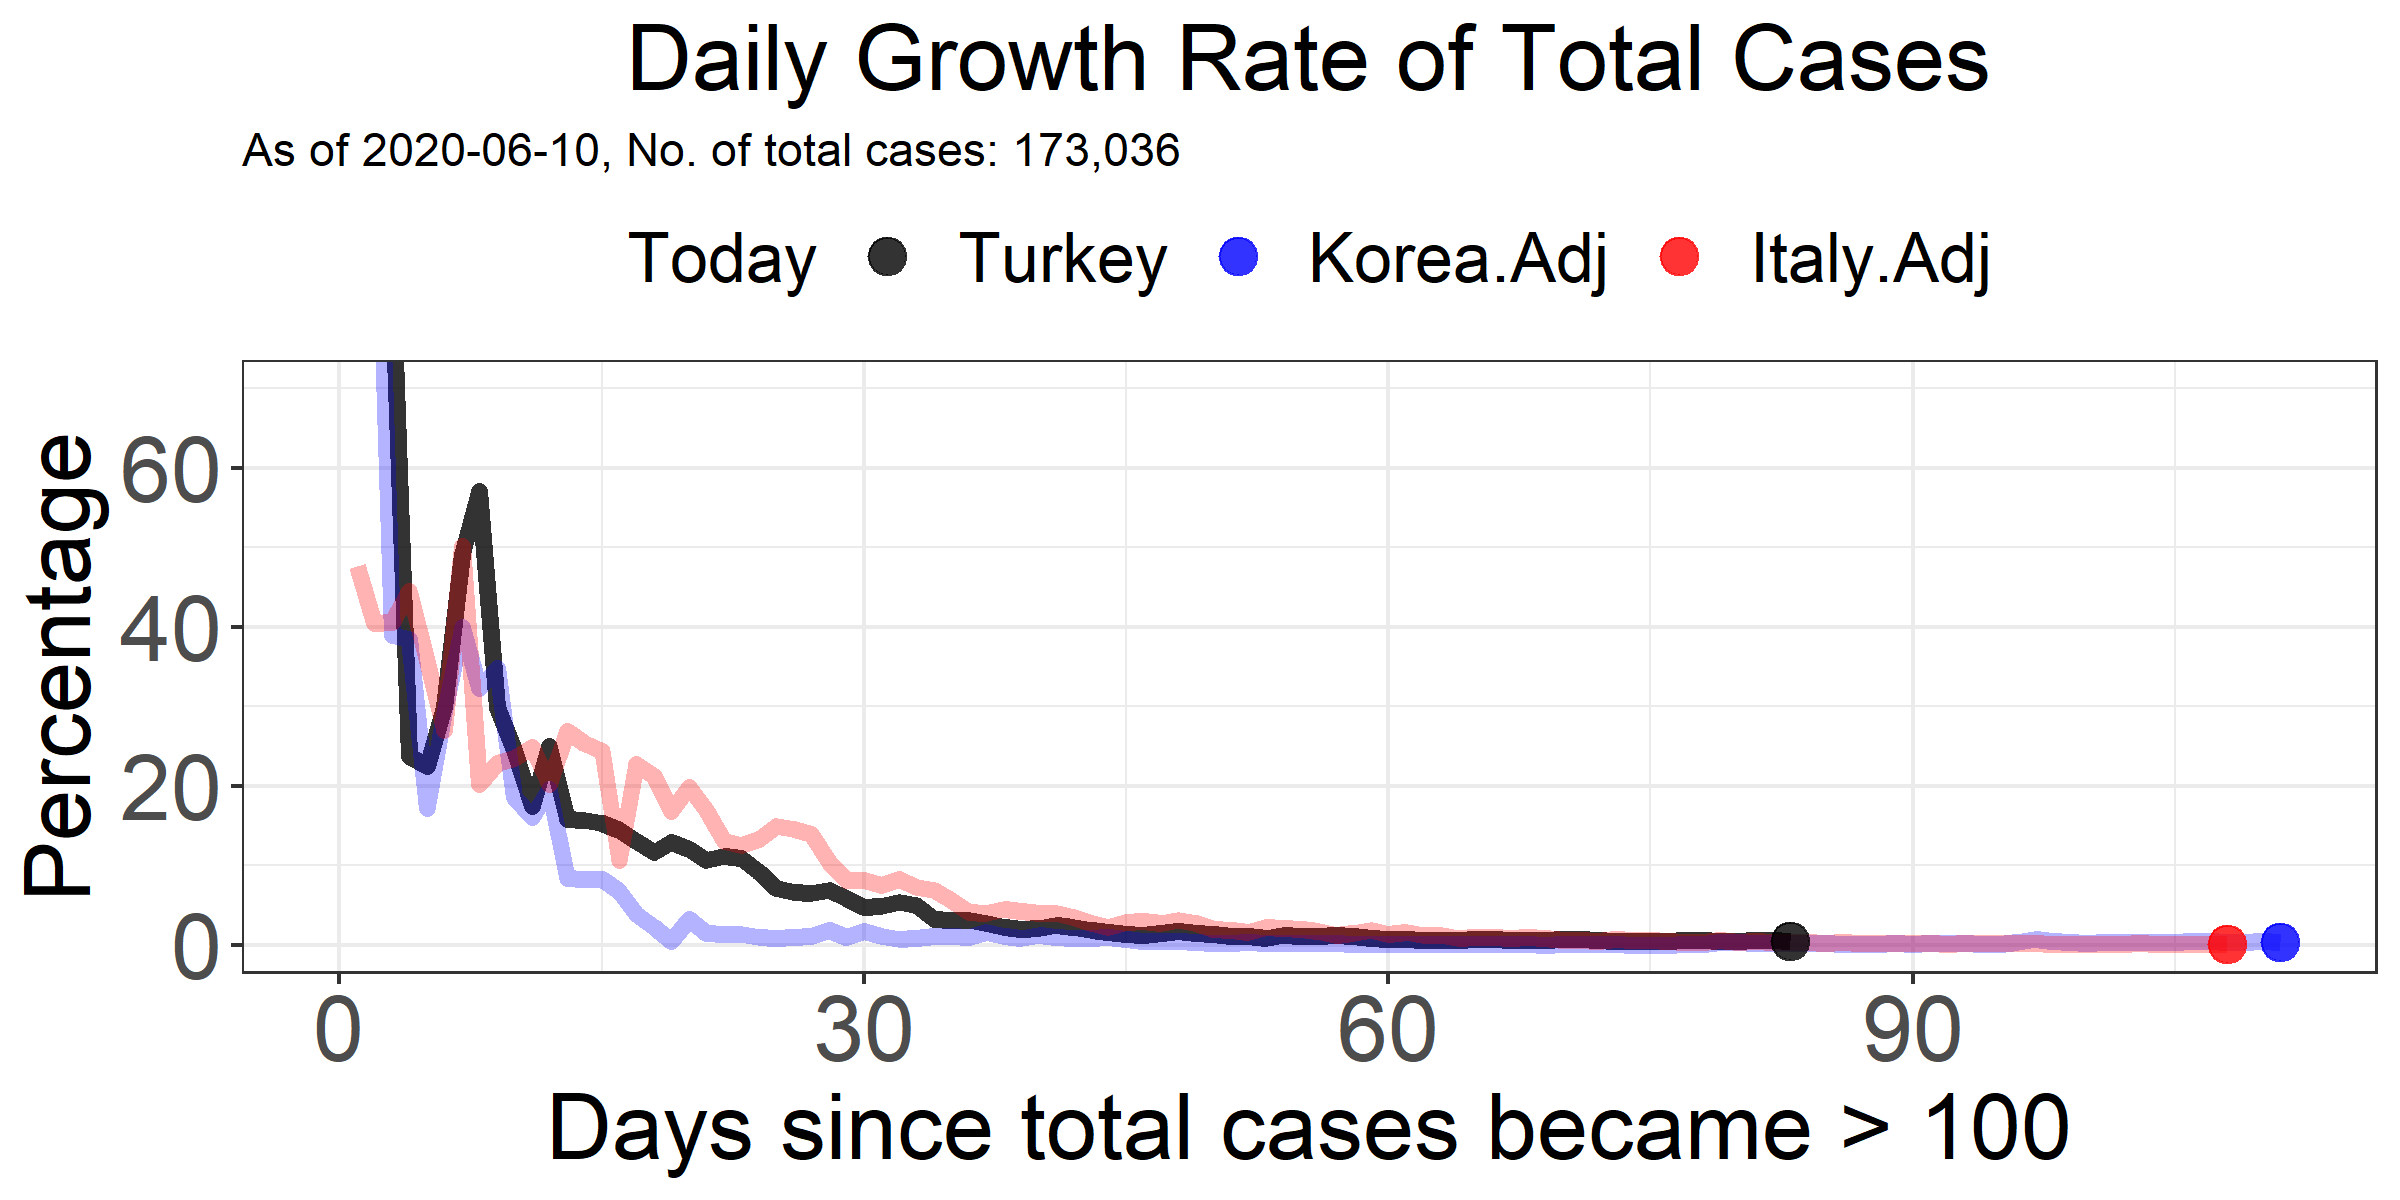 Daily Growth Rate of Total Cases
As of 2020-06-10, No. of total cases: 173,036
Today Turkey Korea.Adj Italy.Adj
Percentage
60
40
20
0
0 30 60 90
Days since total cases became > 100